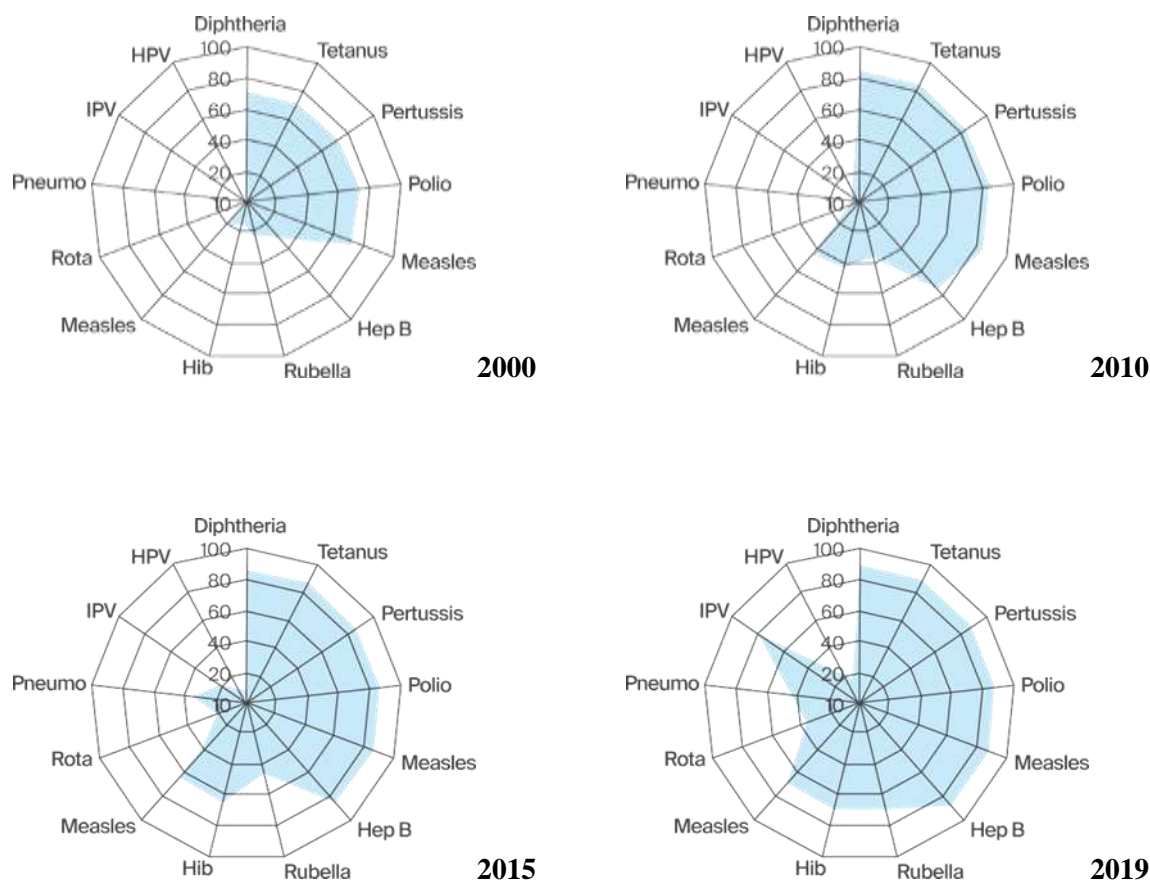 Diphtheria
100
Tetanus
HPV
80
60
IPV
Pertussis
40
20
Pneumo
Polio
10
Rota
Measles
Measles
Hep B
Hib
Rubella
2000
Diphtheria
100
Tetanus
HPV
80
60
IPV
Pertussis
40
20
Pneumo
Polio
10
Rota
Measles
Measles
Hep B
Hib
Rubella
2010
Diphtheria
100
Tetanus
HPV
80
60
IPV
Pertussis
40
20
Pneumo
Polio
10
Rota
Measles
Measles
Hep B
Hib
Rubella
2015
Diphtheria
100
Tetanus
HPV
80
60
IPV
Pertussis
40
20
Pneumo
Polio
10
Rota
Measles
Measles
Hep B
Hib
Rubella
2019